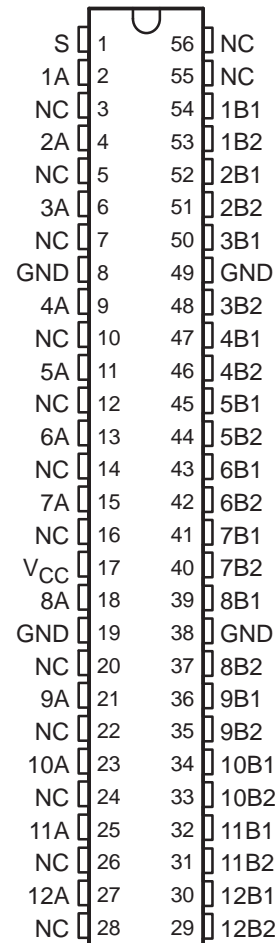 S 1 56 NC
1A 2 55 NC
NC 3 54 1B1
2A 4 53 1B2
NC 5 52 2B1
3A 6 51 2B2
NC 7 50 3B1
GND 8 49 GND
4A 9 48 3B2
NC 10 47 4B1
5A 11 46 4B2
NC 12 45 5B1
6A 13 44 5B2
NC 14 43 6B1
7A 15 42 6B2
NC 16 41 7B1
VCC 17 40 7B2
8A 18 39 8B1
GND 19 38 GND
NC 20 37 8B2
9A 21 36 9B1
NC 22 35 9B2
10A 23 34 10B1
NC 24 33 10B2
11A 25 32 11B1
NC 26 31 11B2
12A 27 30 12B1
NC 28 29 12B2